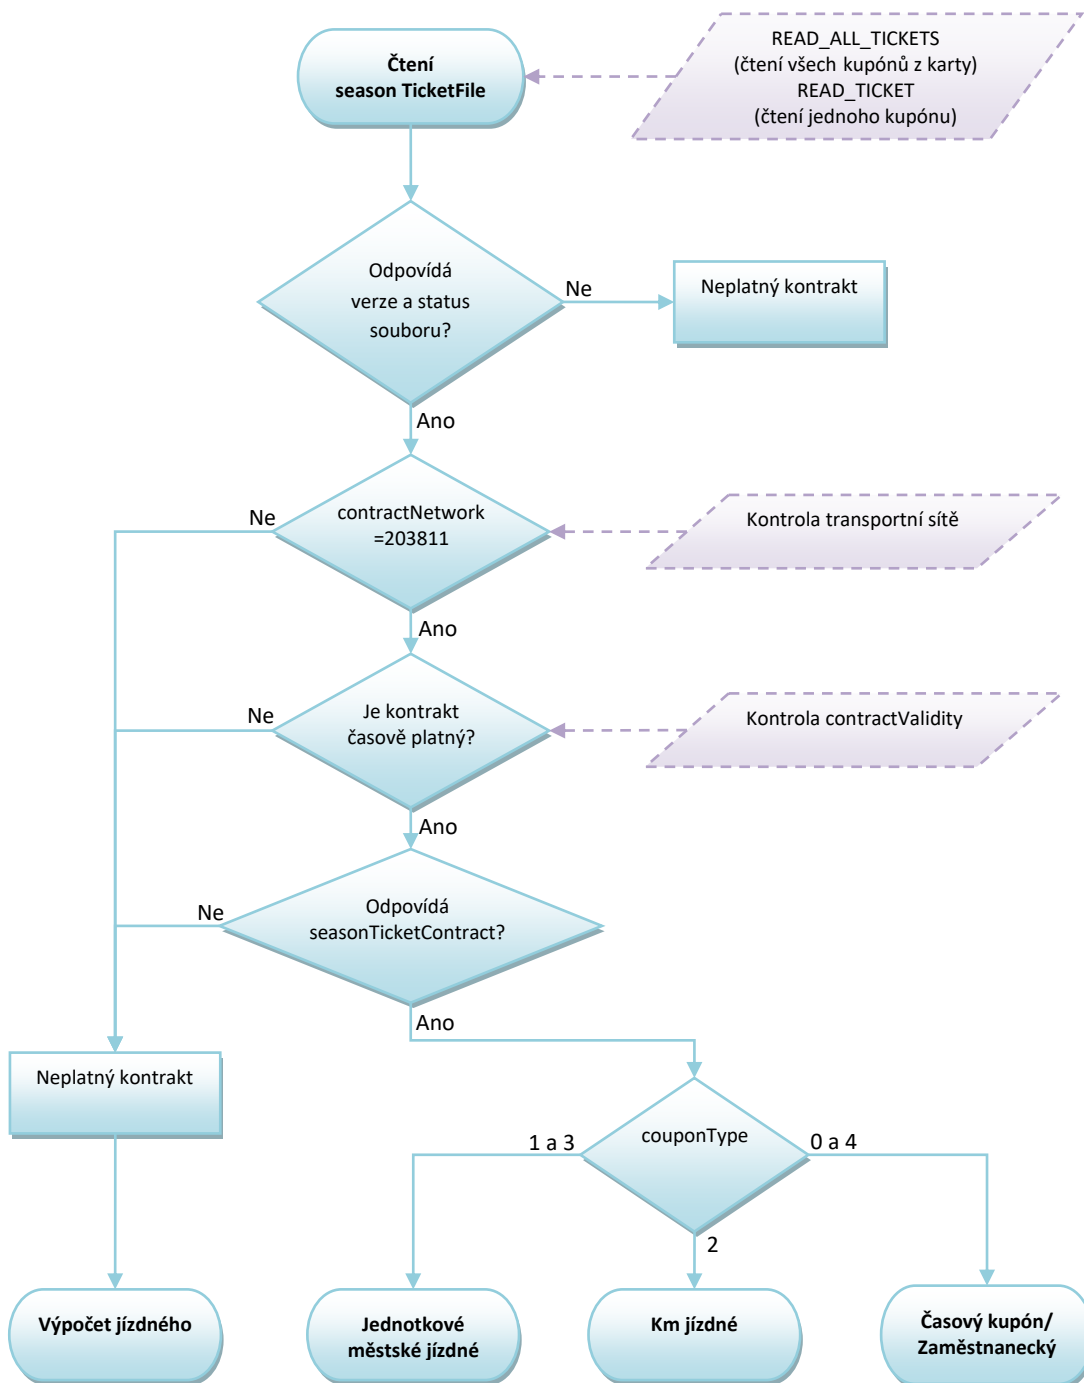 Čtení
season TicketFile
READ_ALL_TICKETS
(čtení všech kupónů z karty)
READ_TICKET
(čtení jednoho kupónu)
Odpovídá
verze a status
souboru?
Ne
Neplatný kontrakt
Ano
Ne
contractNetwork
=203811
Kontrola transportní sítě
Ano
Ne
Je kontrakt
časově platný?
Kontrola contractValidity
Ano
Ne
Odpovídá
seasonTicketContract?
Ano
Neplatný kontrakt
1 a 3
couponType
0 a 4
2
Výpočet jízdného
Jednotkové
městské jízdné
Km jízdné
Časový kupón/
Zaměstnanecký